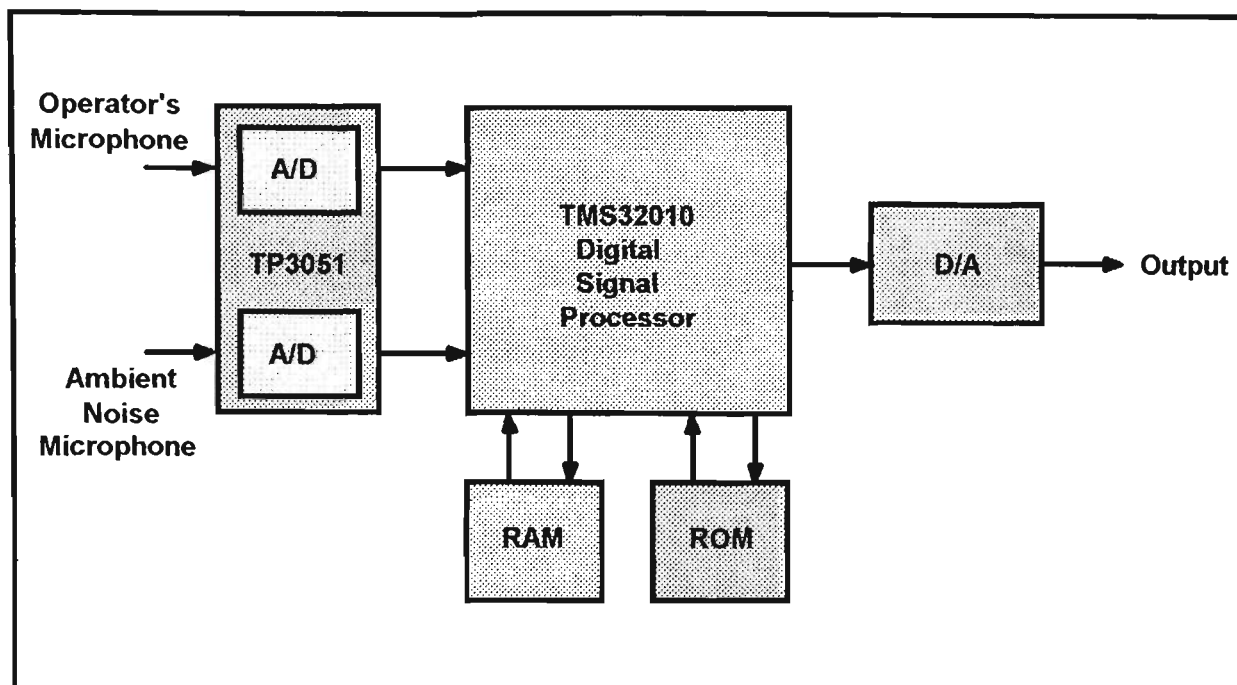 Operator's
Microphone
A/D
TP3051
A/D
Ambient
Noise
Microphone
TMS32010
Digital
Signal
Processor
D/A
Output
RAM
ROM